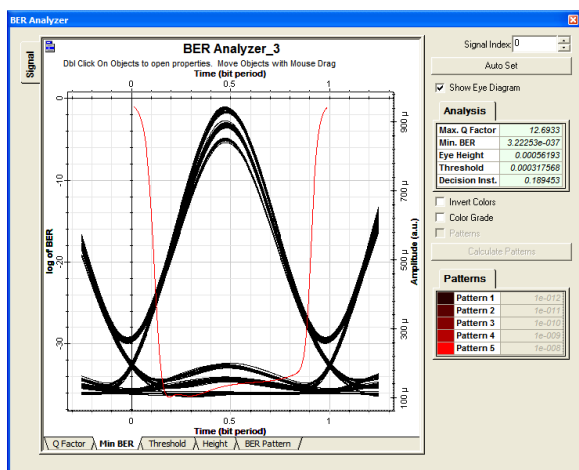 BER Analyzer
Signal
BER Analyzer_3
Dbl Click On Objects to open properties. Move Objects with Mouse Drag
Time (bit period)
0 0.5 1
0
-10
-20
-30
log of BER
900 µ
700 µ
500 µ
300 µ
100 µ
Amplitude (a.u.)
0 0.5 1
Time (bit period)
Q Factor Min BER Threshold Height BER Pattern
Signal Index: 0
Auto Set
Show Eye Diagram
Analysis
Max. Q Factor 12.6933
Min. BER 3.22253e-037
Eye Height 0.00056193
Threshold 0.000317568
Decision Inst. 0.189453
Invert Colors
Color Grade
Patterns
Calculate Patterns
Patterns
Pattern 1 1e-012
Pattern 2 1e-011
Pattern 3 1e-010
Pattern 4 1e-009
Pattern 5 1e-008